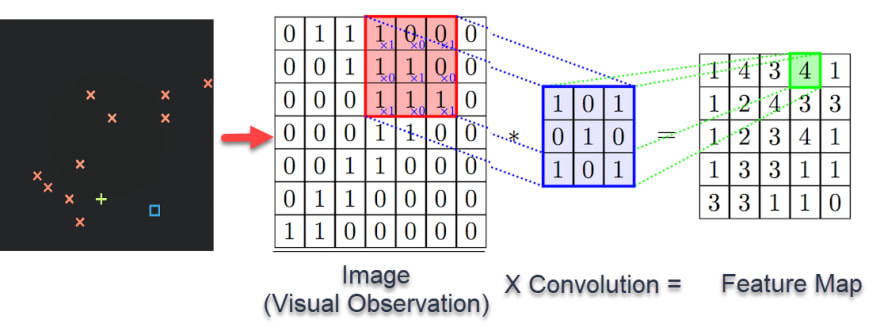 0 1 1 1×1 0×0 0×1 0
0 0 1 1×0 1×1 0×0 0
0 0 0 1×1 1×0 1×1 0
0 0 0 1 1 0 0
0 0 1 1 0 0 0
0 1 1 0 0 0 0
1 1 0 0 0 0 0
*
1 0 1
0 1 0
1 0 1
=
1 4 3 4 1
1 2 4 3 3
1 2 3 4 1
1 3 3 1 1
3 3 1 1 0
Image
(Visual Observation)
X Convolution =
Feature Map